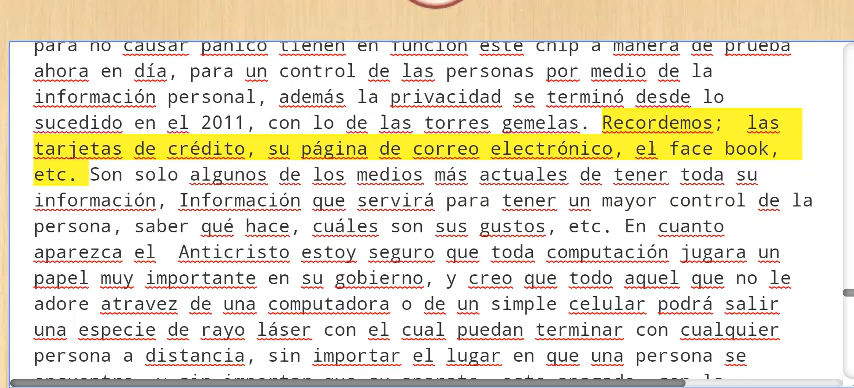 para no causar pánico tienen en función este chip a manera de prueba
ahora en día, para un control de las personas por medio de la
información personal, además la privacidad se terminó desde lo
sucedido en el 2011, con lo de las torres gemelas. Recordemos;  las
tarjetas de crédito, su página de correo electrónico, el face book,
etc. Son solo algunos de los medios más actuales de tener toda su
información, Información que servirá para tener un mayor control de la
persona, saber qué hace, cuáles son sus gustos, etc. En cuanto
aparezca el  Anticristo estoy seguro que toda computación jugara un
papel muy importante en su gobierno, y creo que todo aquel que no le
adore atravez de una computadora o de un simple celular podrá salir
una especie de rayo láser con el cual puedan terminar con cualquier
persona a distancia, sin importar el lugar en que una persona se